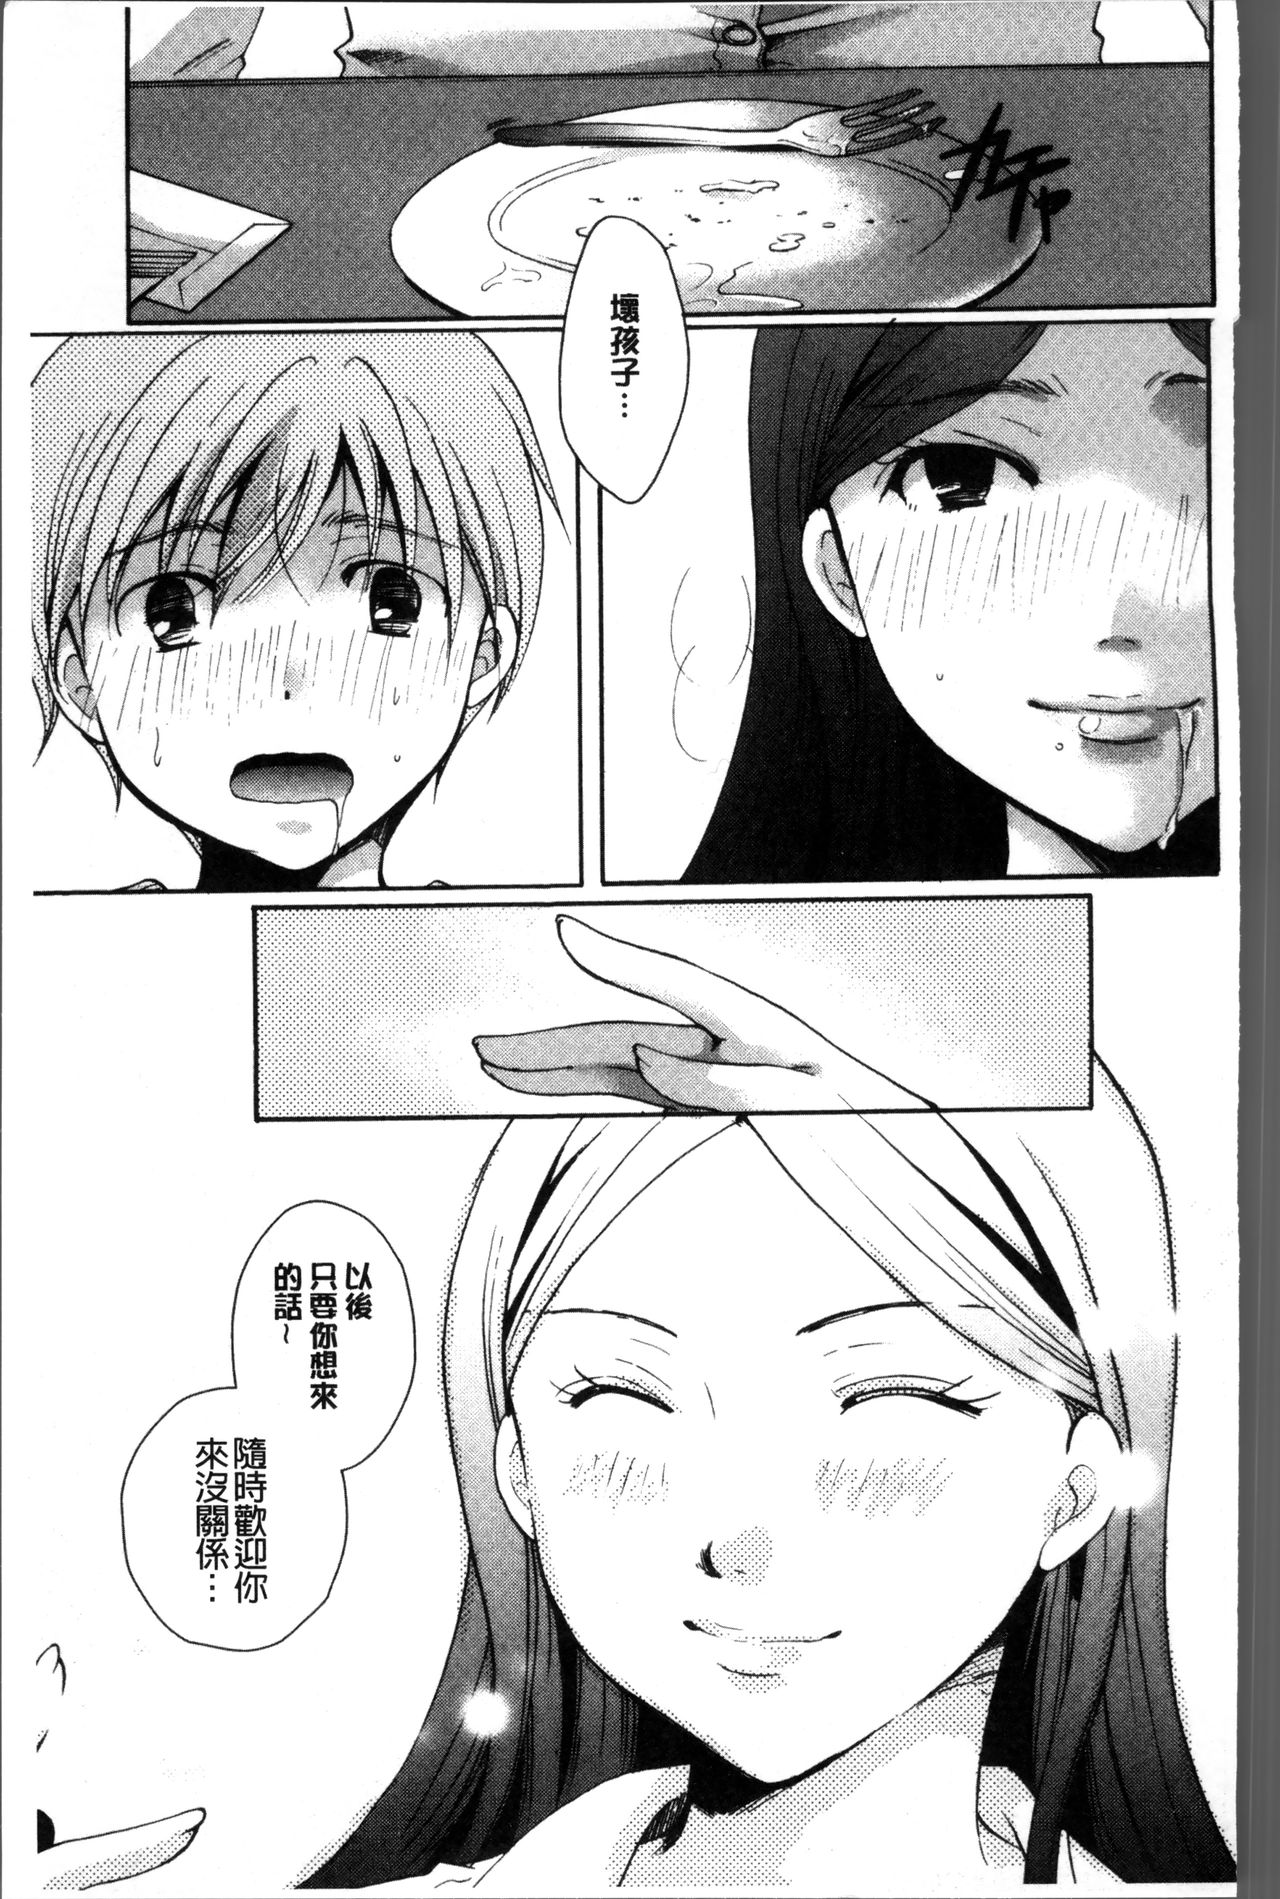 カチャ
壞孩子…
以後
只要你想來
的話~
隨時歡迎你
來沒關係…